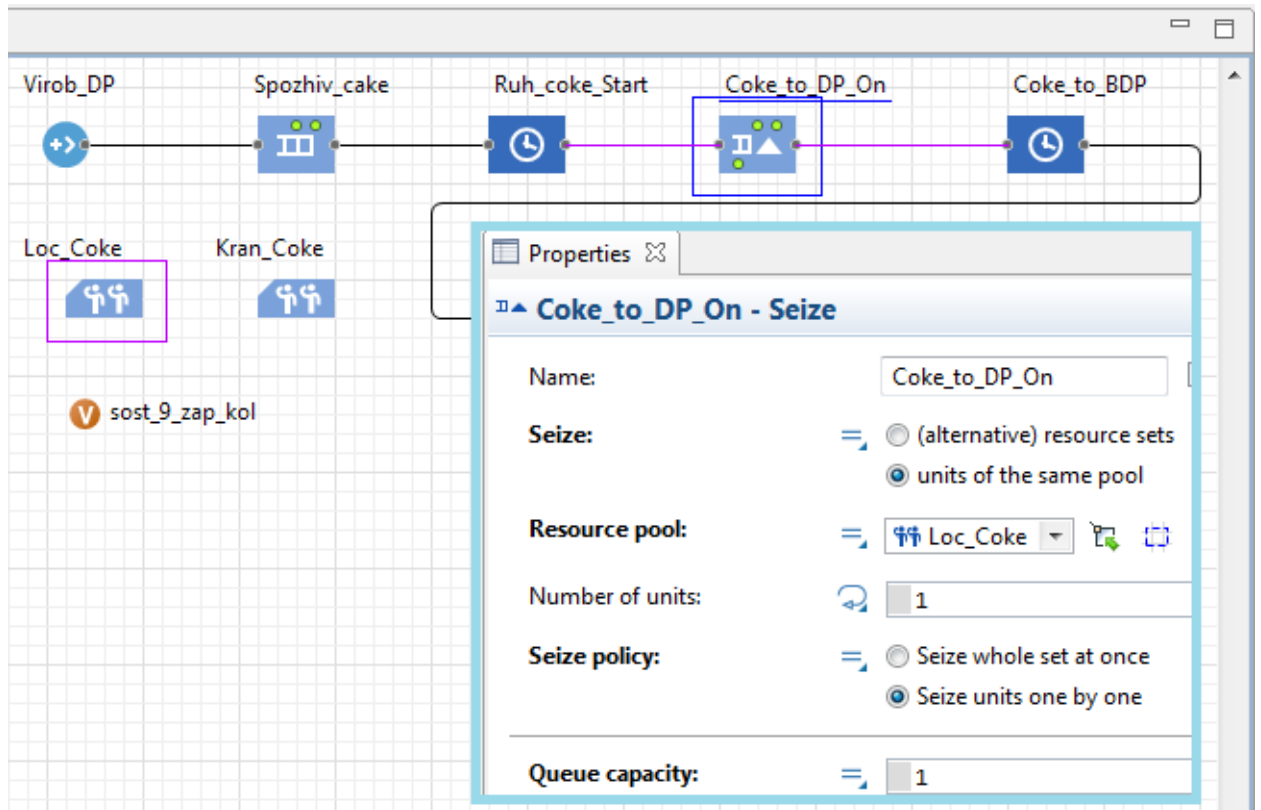 Virob_DP Spozhiv_cake Ruh_coke_Start Coke_to_DP_On Coke_to_BDP
Loc_Coke Kran_Coke
V sost_9_zap_kol
Properties
Coke_to_DP_On - Seize
Name: Coke_to_DP_On
Seize: (alternative) resource sets
units of the same pool
Resource pool: Loc_Coke
Number of units: 1
Seize policy: Seize whole set at once
Seize units one by one
Queue capacity: 1